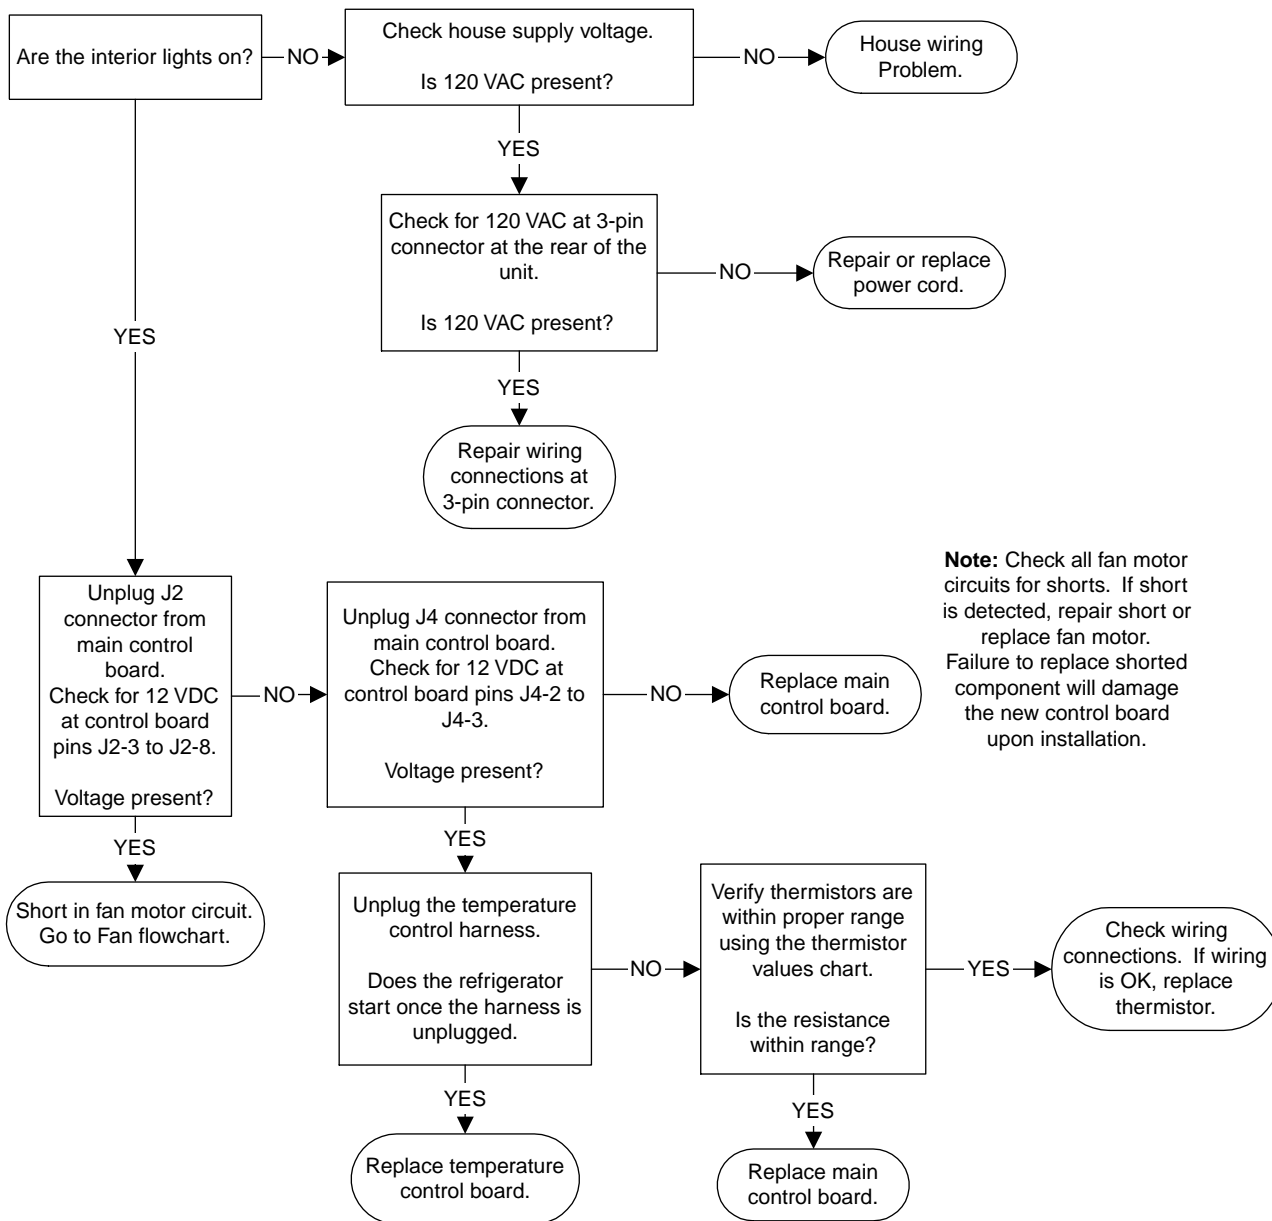 Are the interior lights on?
NO
Check house supply voltage.
Is 120 VAC present?
NO
House wiring
Problem.
YES
YES
Check for 120 VAC at 3-pin
connector at the rear of the
unit.
Is 120 VAC present?
NO
Repair or replace
power cord.
YES
Repair wiring
connections at
3-pin connector.
Note: Check all fan motor
circuits for shorts. If short
is detected, repair short or
replace fan motor.
Failure to replace shorted
component will damage
the new control board
upon installation.
Unplug J2
connector from
main control
board.
Check for 12 VDC
at control board
pins J2-3 to J2-8.
Voltage present?
NO
Unplug J4 connector from
main control board.
Check for 12 VDC at
control board pins J4-2 to
J4-3.
Voltage present?
NO
Replace main
control board.
YES
Short in fan motor circuit.
Go to Fan flowchart.
YES
Unplug the temperature
control harness.
Does the refrigerator
start once the harness is
unplugged.
NO
Verify thermistors are
within proper range
using the thermistor
values chart.
Is the resistance
within range?
YES
Check wiring
connections. If wiring
is OK, replace
thermistor.
YES
Replace temperature
control board.
YES
Replace main
control board.